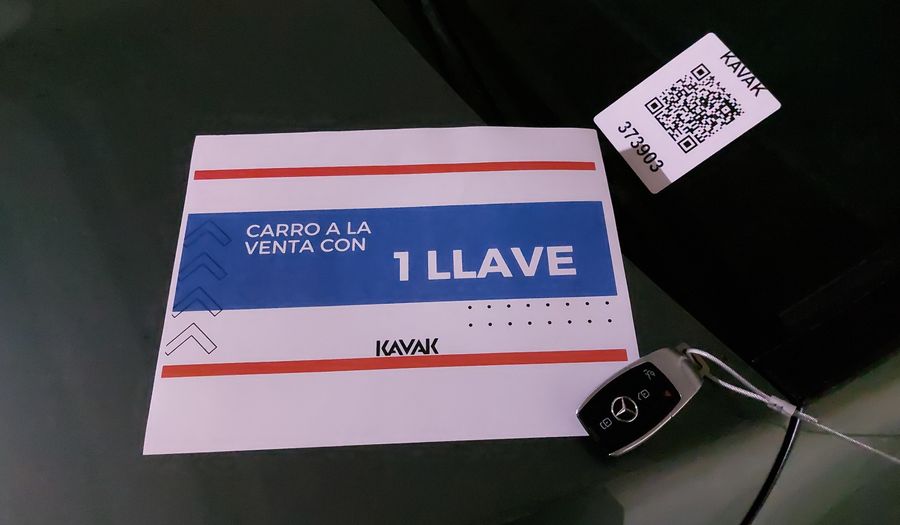 CARRO A LA
VENTA CON
1 LLAVE
KAVAK
KAVAK
373903